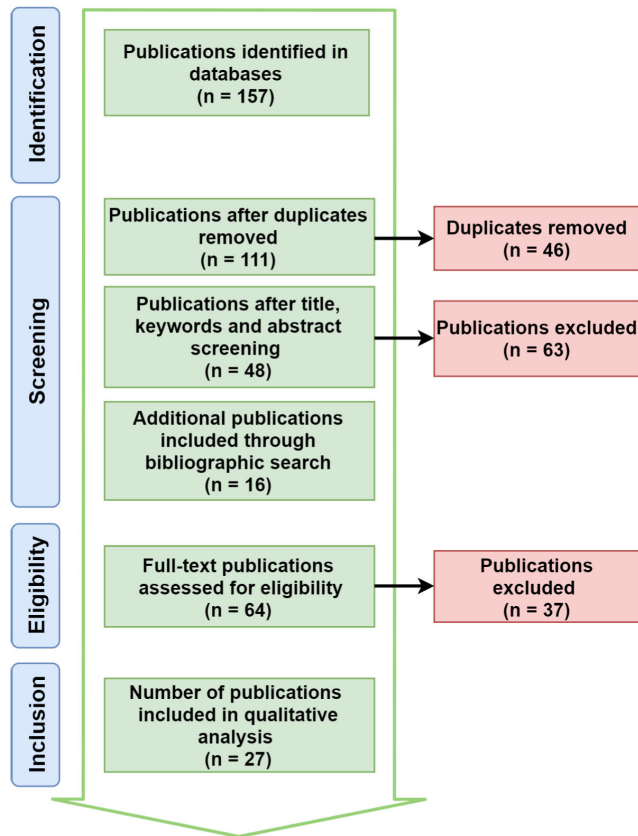 Identification
Publications identified in
databases
(n = 157)
Screening
Publications after duplicates
removed
(n = 111)
Duplicates removed
(n = 46)
Publications after title,
keywords and abstract
screening
(n = 48)
Publications excluded
(n = 63)
Additional publications
included through
bibliographic search
(n = 16)
Eligibility
Full-text publications
assessed for eligibility
(n = 64)
Publications
excluded
(n = 37)
Inclusion
Number of publications
included in qualitative
analysis
(n = 27)